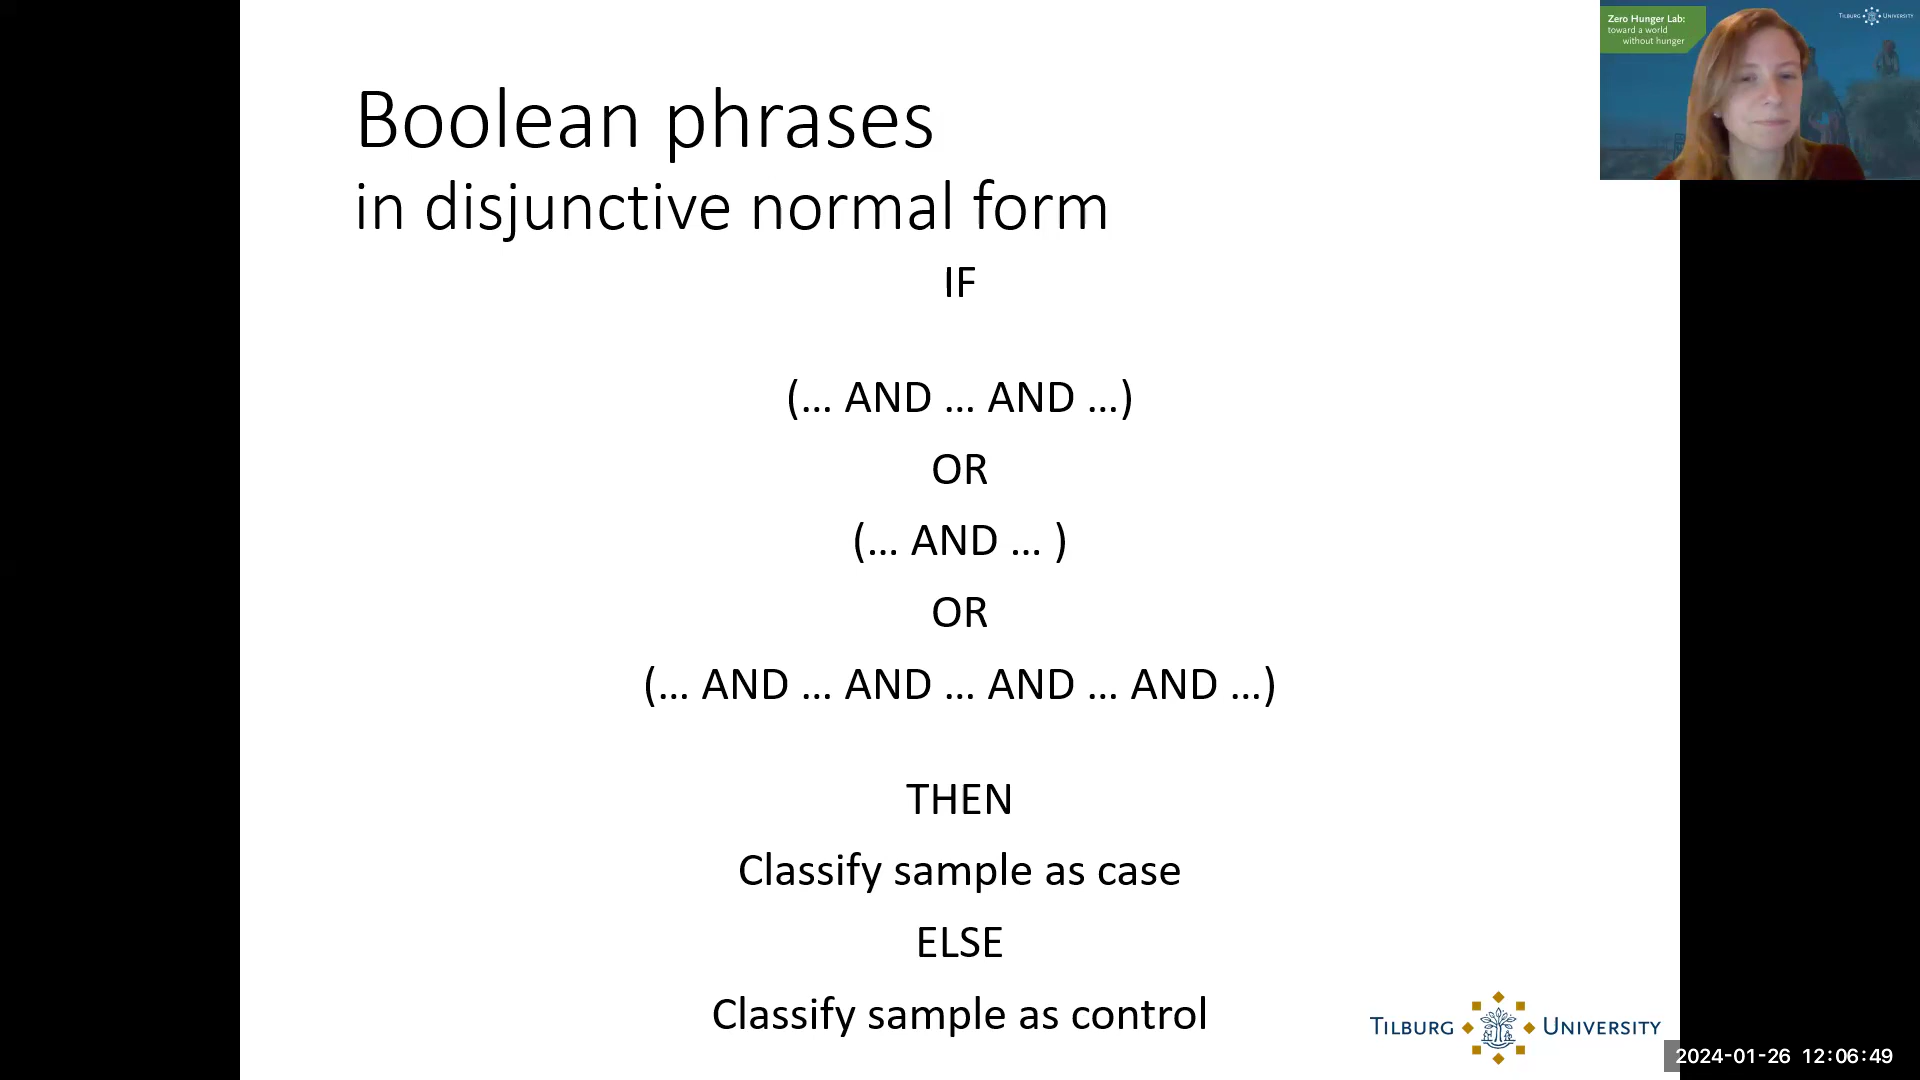 Boolean phrases
in disjunctive normal form
IF
(... AND ... AND ...)
OR
(... AND ... )
OR
(... AND ... AND ... AND ... AND ...)
THEN
Classify sample as case
ELSE
Classify sample as control
TILBURG UNIVERSITY
Zero Hunger Lab:
toward a world
without hunger
TILBURG UNIVERSITY
2024-01-26 12:06:49